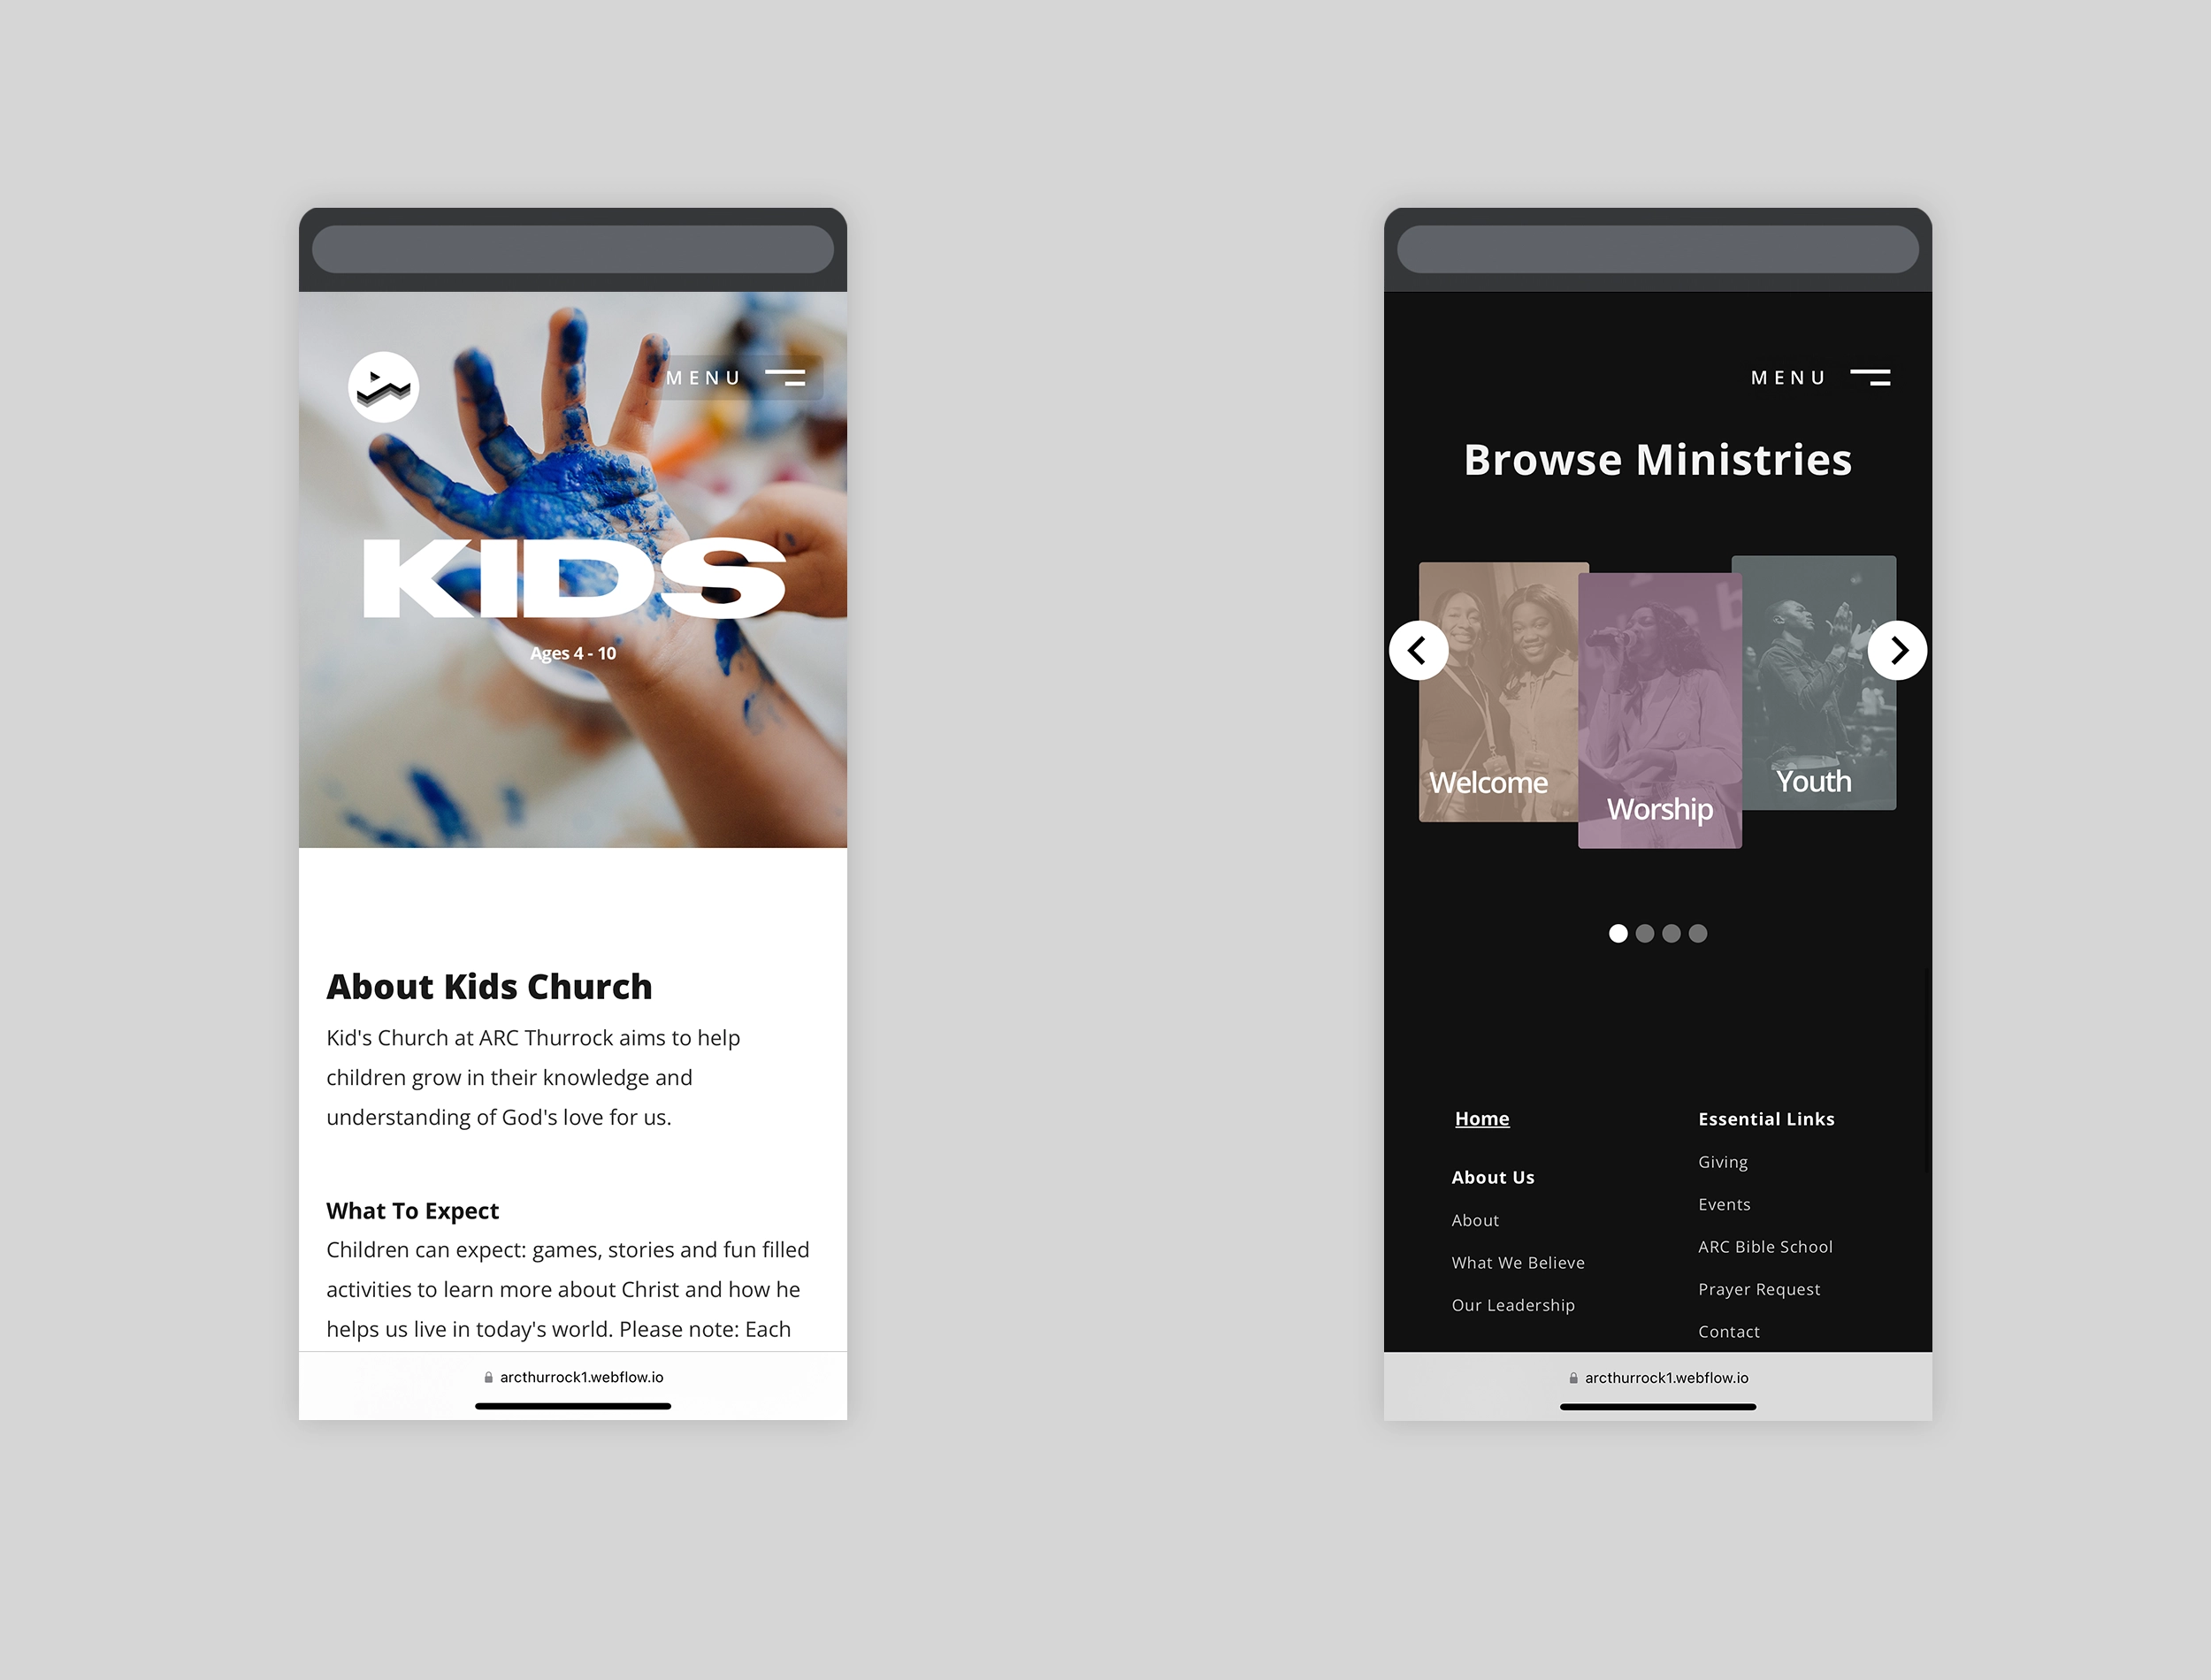 MENU
KIDS
Ages 4 - 10
About Kids Church
Kid's Church at ARC Thurrock aims to help
children grow in their knowledge and
understanding of God's love for us.
What To Expect
Children can expect: games, stories and fun filled
activities to learn more about Christ and how he
helps us live in today's world. Please note: Each
arcthurrock1.webflow.io
MENU
Browse Ministries
Welcome
Worship
Youth
Home
About Us
About
What We Believe
Our Leadership
Essential Links
Giving
Events
ARC Bible School
Prayer Request
Contact
arcthurrock1.webflow.io